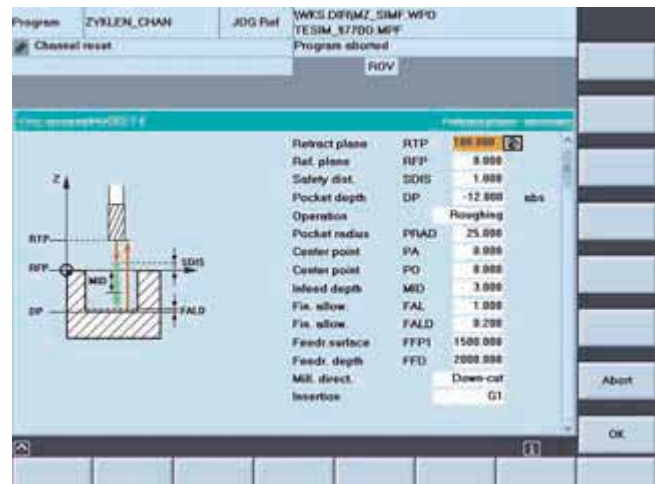 Program ZYKLEN_CHAN JOG Ref \WKS.DIR\MZ_SIMF.WPD
TESIM_97700.MPF
Channel reset Program aborted
ROV
Retract plane RTP 100.000
Ref. plane RFP 0.000
Safety dist. SDIS 1.000
Pocket depth DP -12.000 abs
Operation Roughing
Pocket radius PRAD 25.000
Center point PA 0.000
Center point PO 0.000
Infeed depth MID 3.000
Fin. allow. FAL 1.000
Fin. allow. FALD 0.200
Feedr.surface FFP1 1500.000
Feedr. depth FFD 2000.000
Mill. direct. Down-cut
Insertion G1
Z
RTP
RFP
SDIS
MID
DP
FALD
Abort
OK